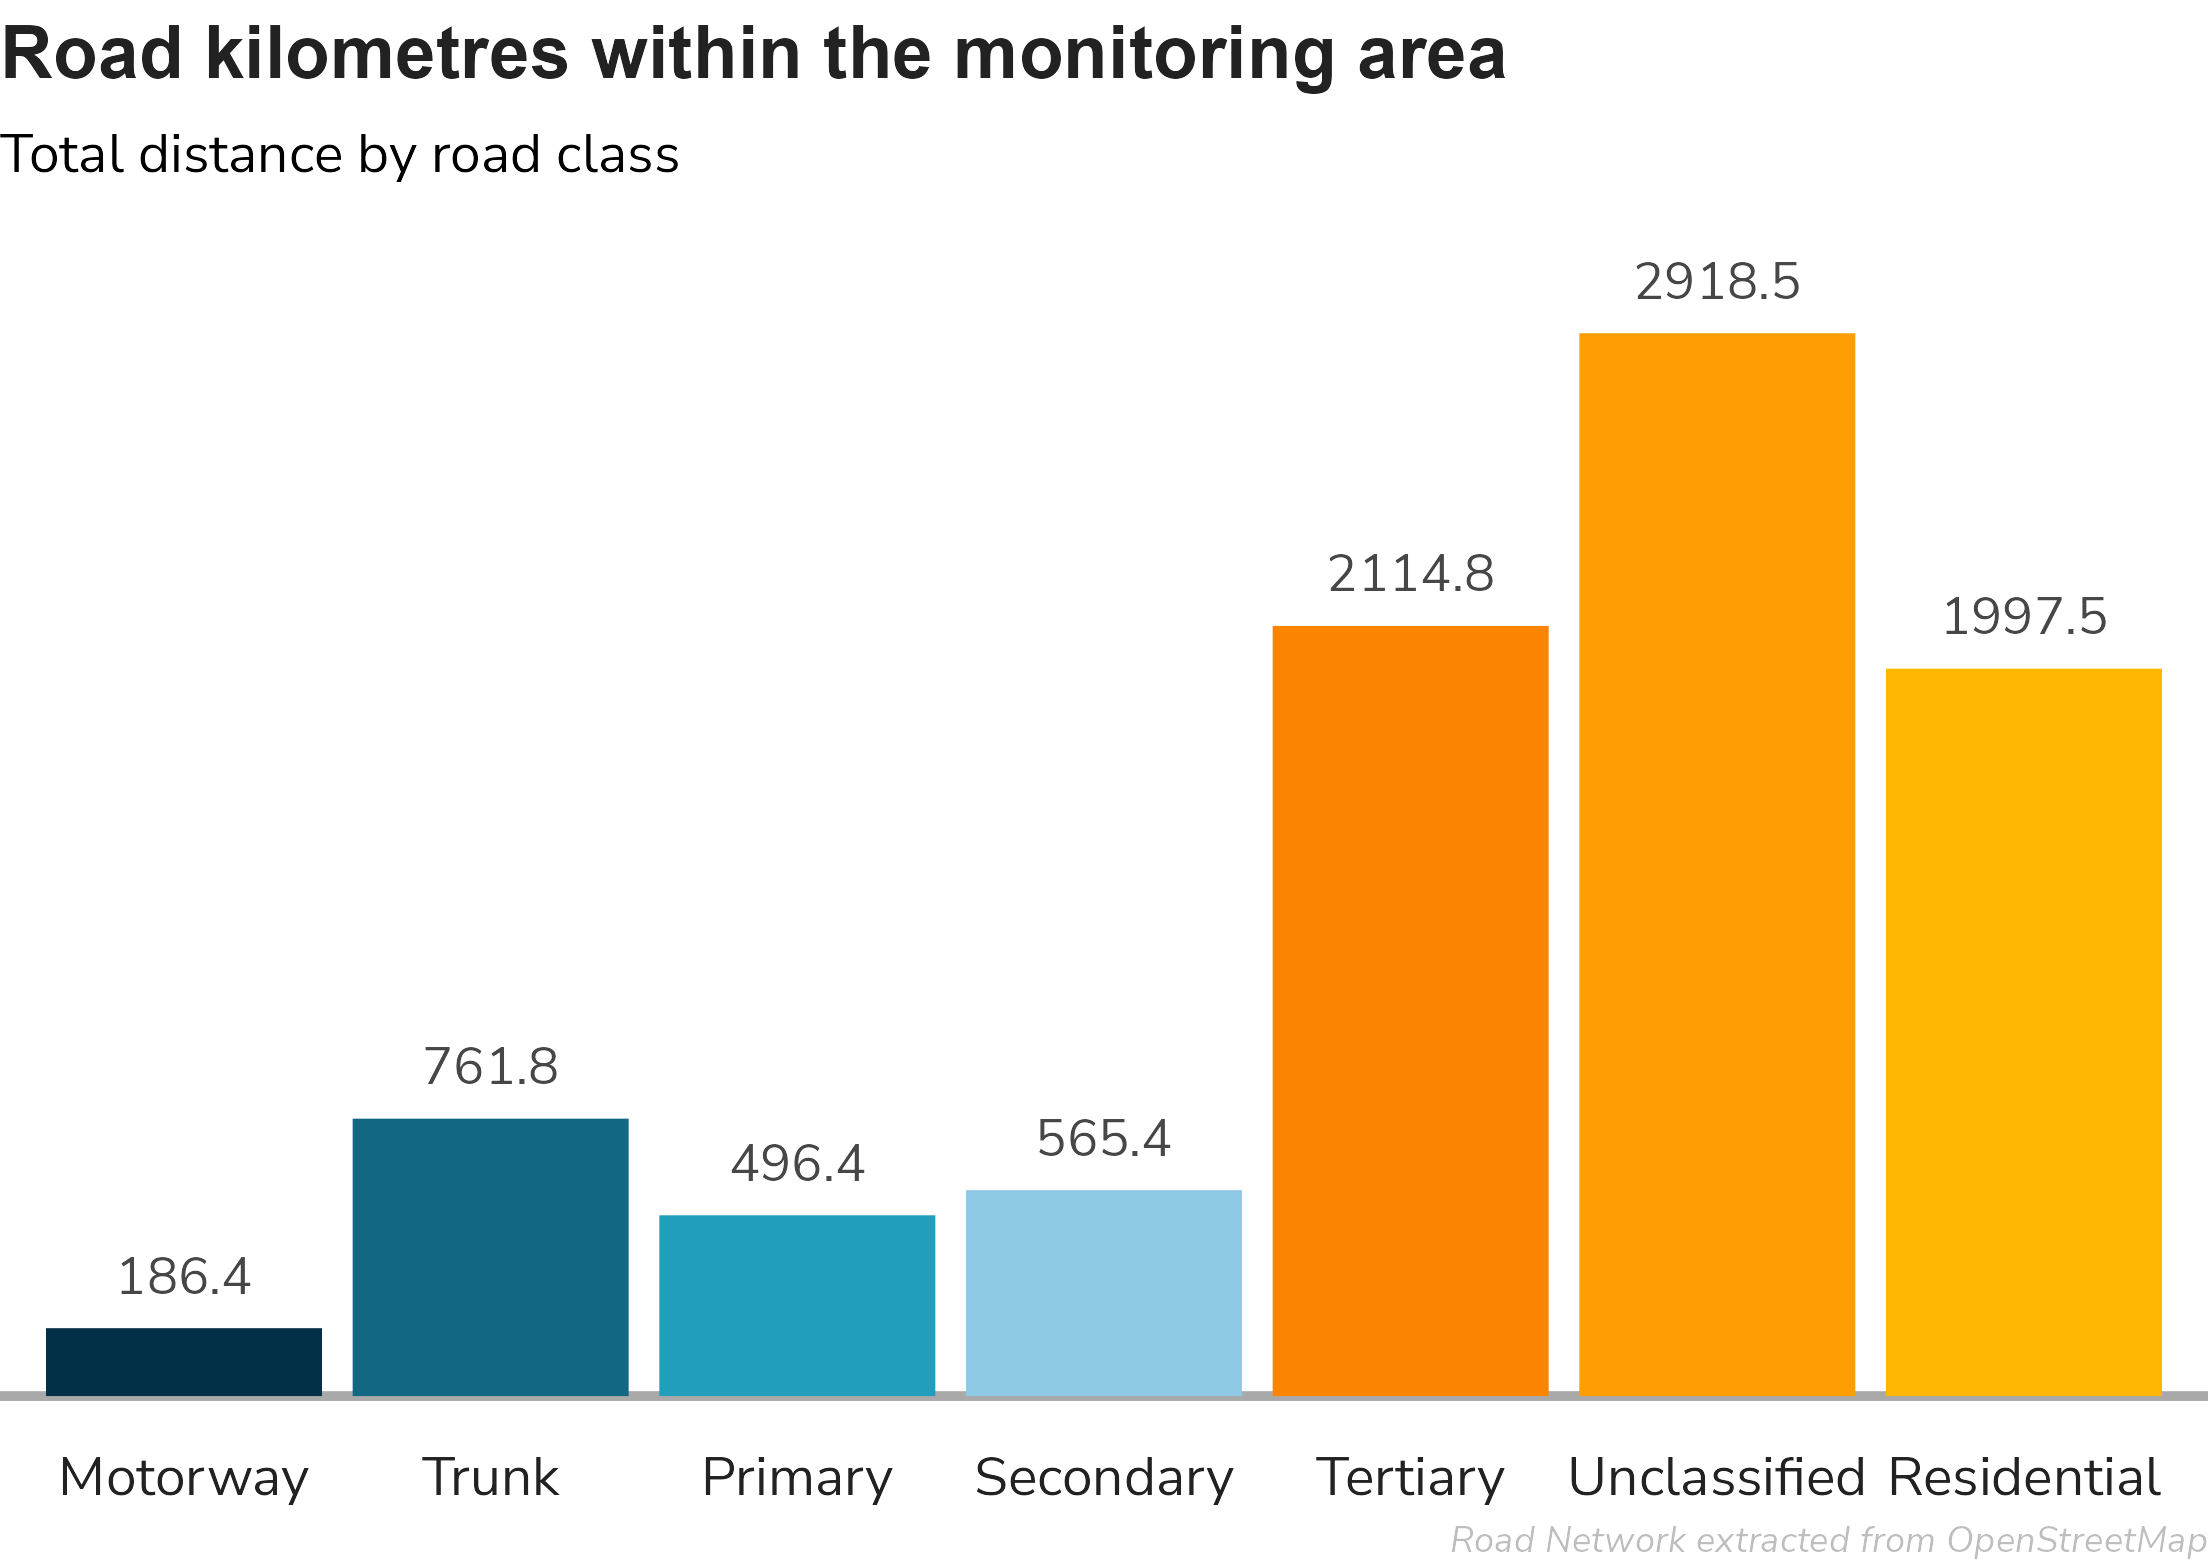 Road kilometres within the monitoring area
Total distance by road class
2918.5
2114.8
1997.5
761.8
565.4
496.4
186.4
Motorway Trunk Primary Secondary Tertiary Unclassified Residential
Road Network extracted from OpenStreetMap